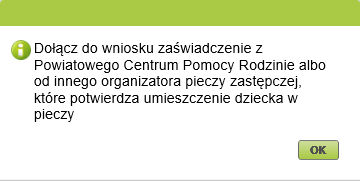 Dołącz do wniosku zaświadczenie z
Powiatowego Centrum Pomocy Rodzinie albo
od innego organizatora pieczy zastępczej,
które potwierdza umieszczenie dziecka w
pieczy
OK